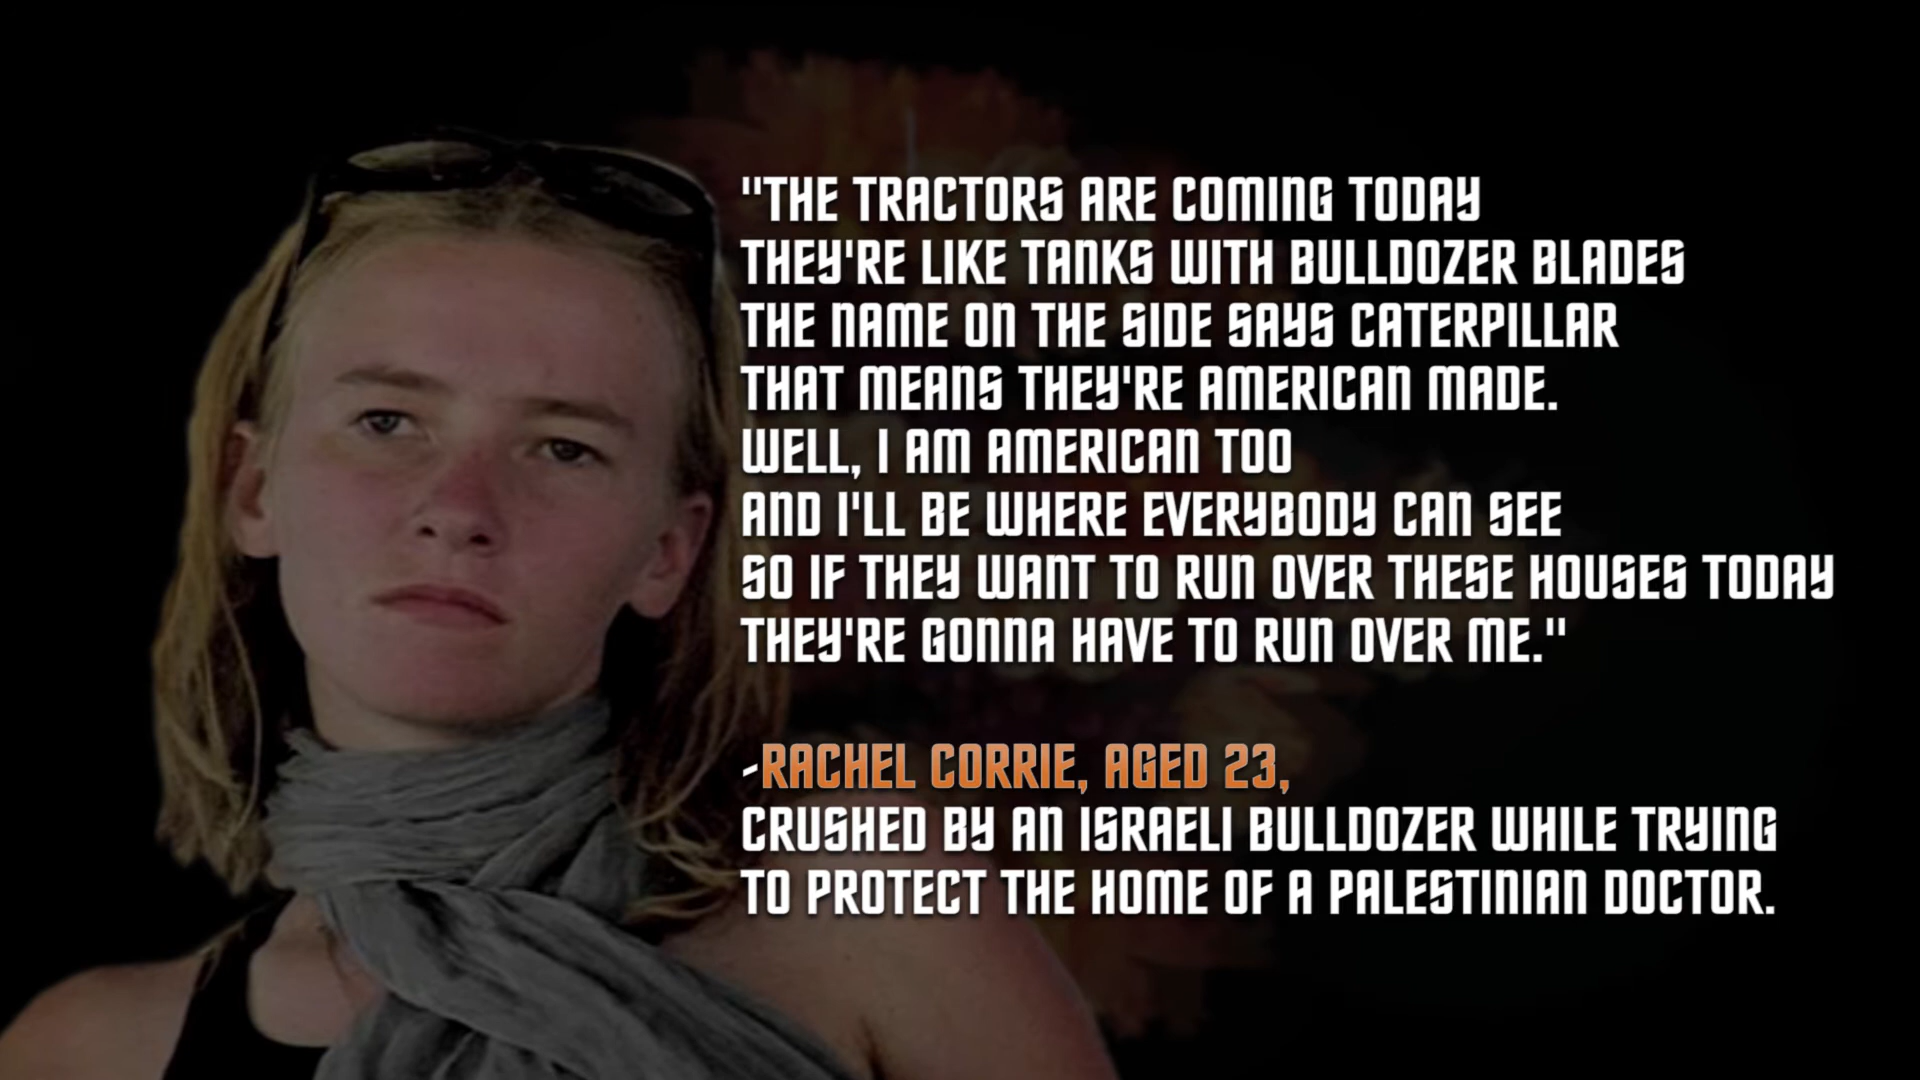 "THE TRACTORS ARE COMING TODAY
THEY'RE LIKE TANKS WITH BULLDOZER BLADES
THE NAME ON THE SIDE SAYS CATERPILLAR
THAT MEANS THEY'RE AMERICAN MADE.
WELL, I AM AMERICAN TOO
AND I'LL BE WHERE EVERYBODY CAN SEE
SO IF THEY WANT TO RUN OVER THESE HOUSES TODAY
THEY'RE GONNA HAVE TO RUN OVER ME."
-RACHEL CORRIE, AGED 23,
CRUSHED BY AN ISRAELI BULLDOZER WHILE TRYING
TO PROTECT THE HOME OF A PALESTINIAN DOCTOR.